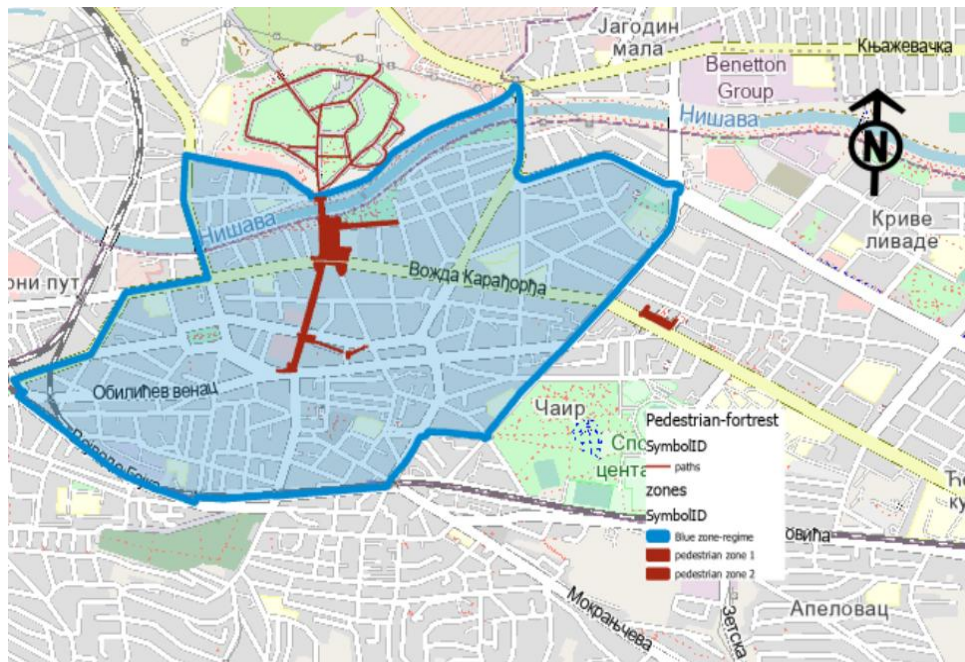 Јагодин
мала
Књажевачка
Benetton
Group
Нишава
N
Криве
ливаде
Нишава
Вожда Карађорђа
Обилићев венац
Чаир
Pedestrian-fortrest
SymbolID
paths
zones
SymbolID
Blue zone-regime
pedestrian zone 1
pedestrian zone 2
Апеловац
Мокрањчева
Зетска